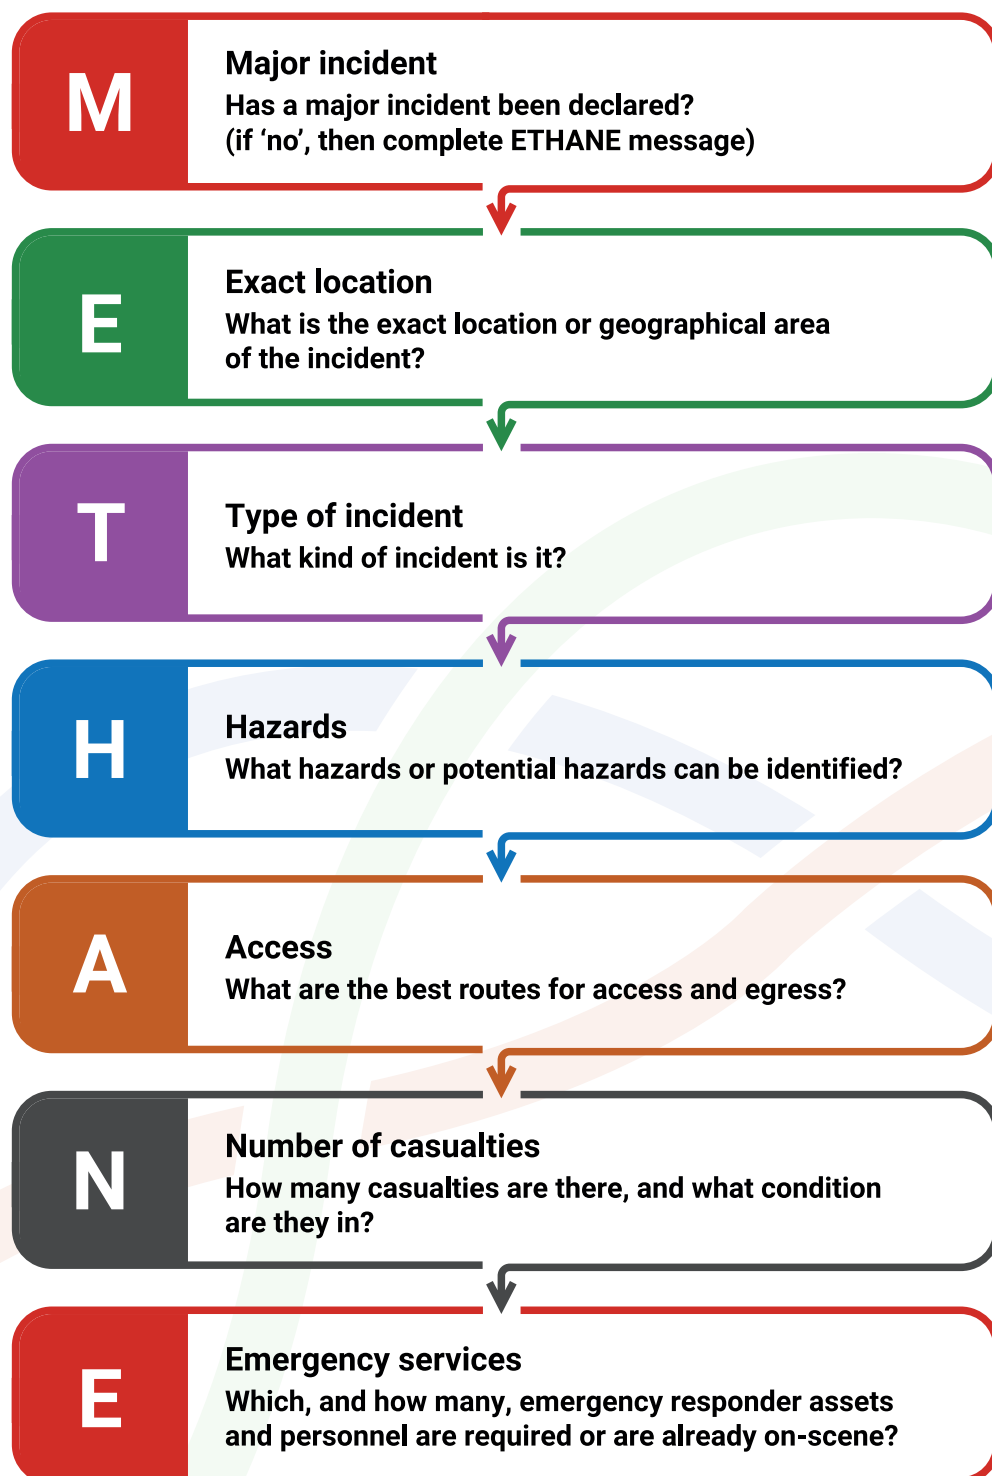 M
Major incident
Has a major incident been declared?
(if ‘no’, then complete ETHANE message)
E
Exact location
What is the exact location or geographical area
of the incident?
T
Type of incident
What kind of incident is it?
H
Hazards
What hazards or potential hazards can be identified?
A
Access
What are the best routes for access and egress?
N
Number of casualties
How many casualties are there, and what condition
are they in?
E
Emergency services
Which, and how many, emergency responder assets
and personnel are required or are already on-scene?